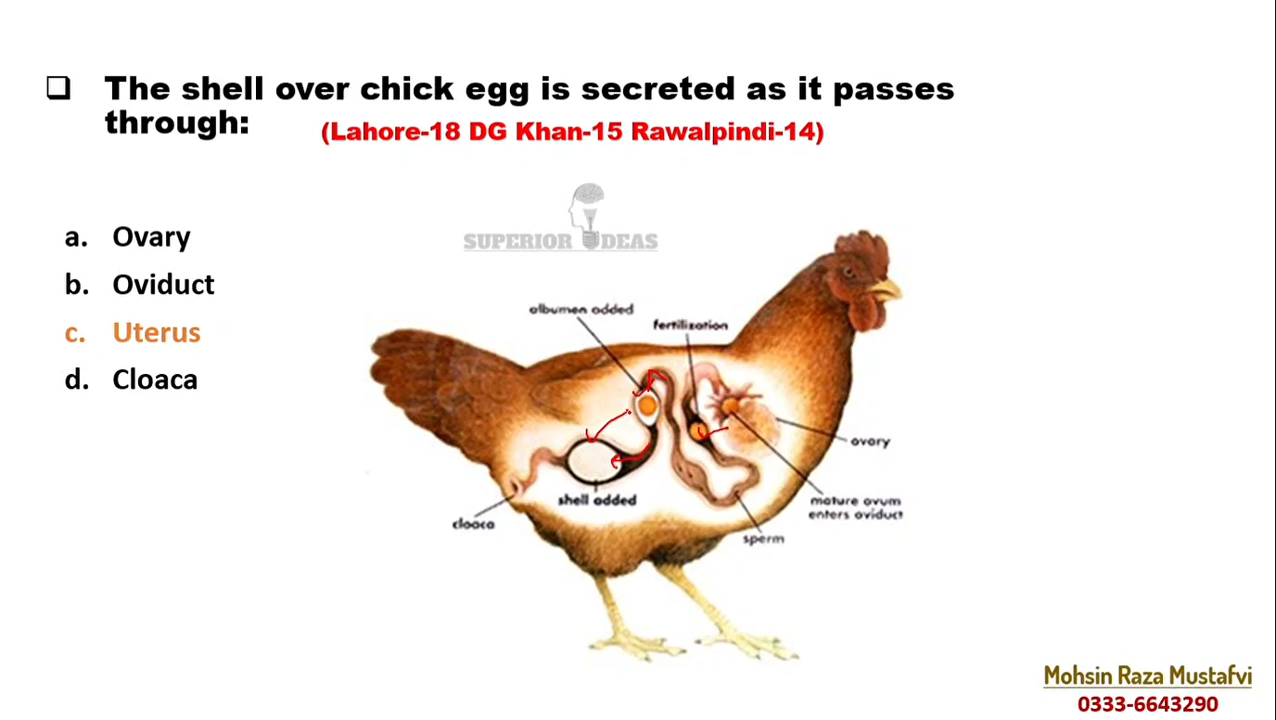 The shell over chick egg is secreted as it passes
through:
(Lahore-18 DG Khan-15 Rawalpindi-14)
SUPERIOR IDEAS
a. Ovary
b. Oviduct
c. Uterus
d. Cloaca
albumen added
fertilization
ovary
shell added
mature ovum
enters oviduct
cloaca
sperm
Mohsin Raza Mustafvi
0333-6643290